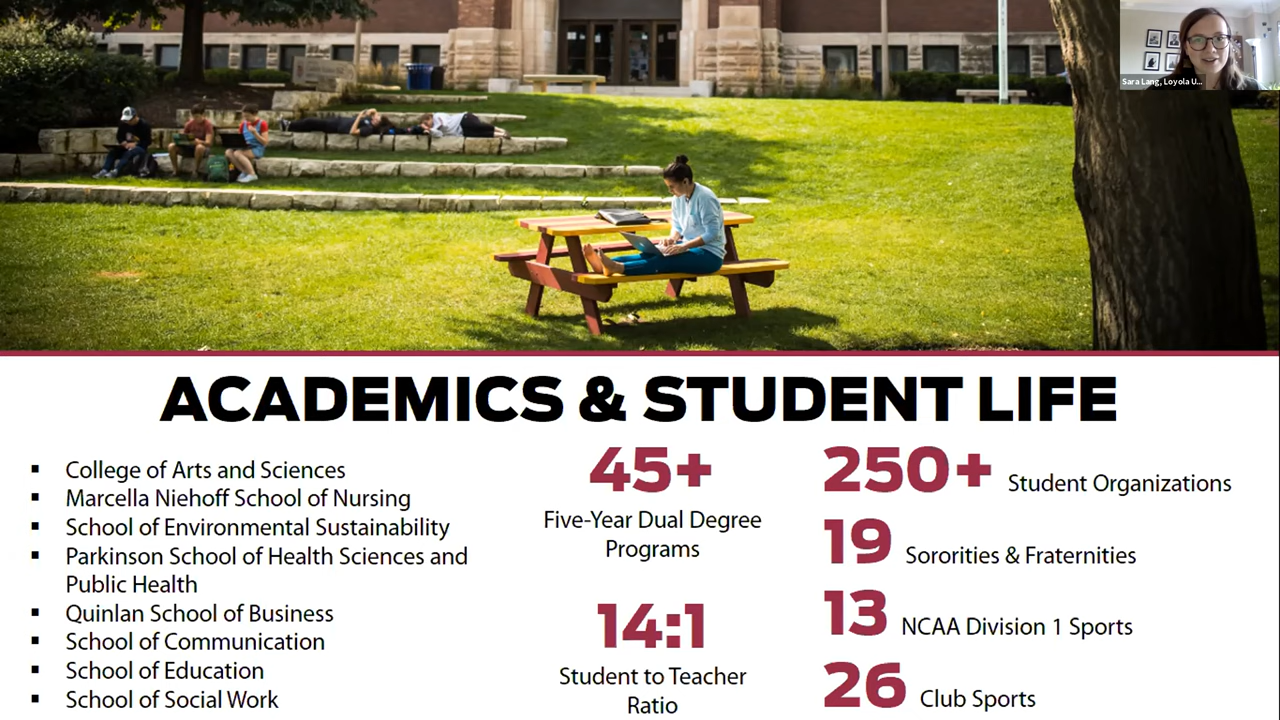 Sara Lang, Loyola U...
ACADEMICS & STUDENT LIFE
▪ College of Arts and Sciences
▪ Marcella Niehoff School of Nursing
▪ School of Environmental Sustainability
▪ Parkinson School of Health Sciences and
Public Health
▪ Quinlan School of Business
▪ School of Communication
▪ School of Education
▪ School of Social Work
45+
Five-Year Dual Degree
Programs
14:1
Student to Teacher
Ratio
250+ Student Organizations
19 Sororities & Fraternities
13 NCAA Division 1 Sports
26 Club Sports